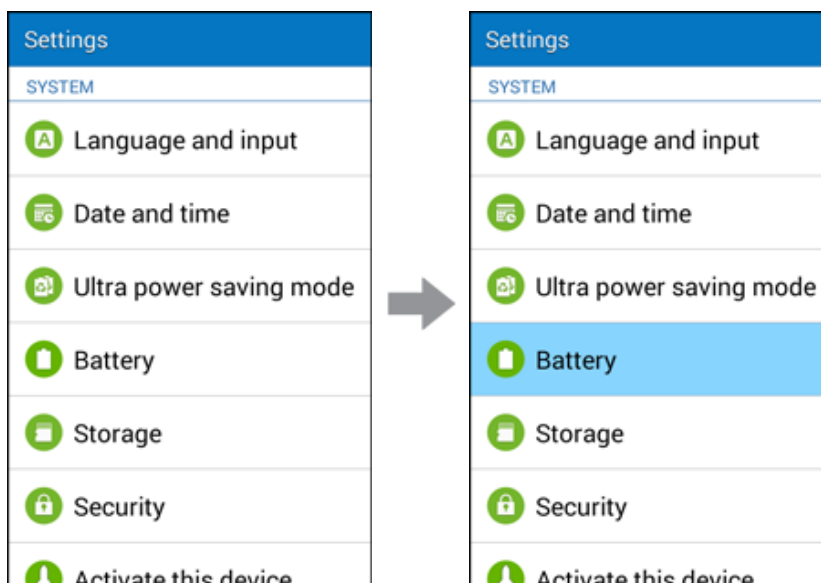 Settings
SYSTEM
A Language and input
Date and time
Ultra power saving mode
Battery
Storage
Security
Activate this device
Settings
SYSTEM
A Language and input
Date and time
Ultra power saving mode
Battery
Storage
Security
Activate this device